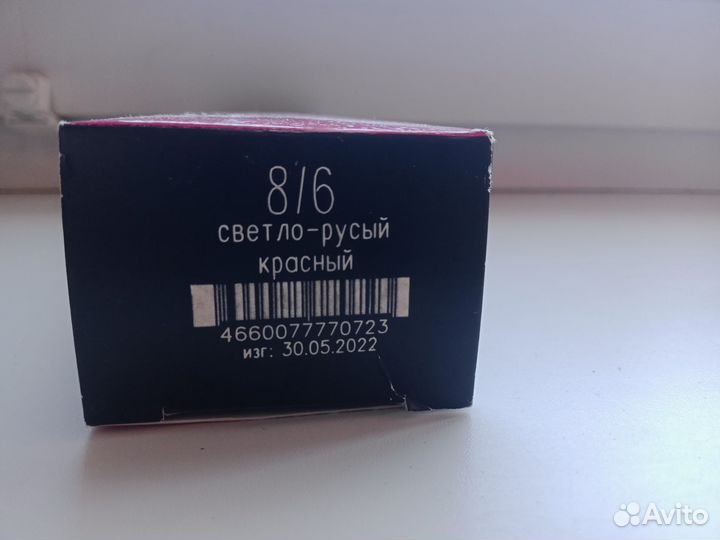 8/6
светло-русый
красный
4660077770723
изг: 30.05.2022
Avito